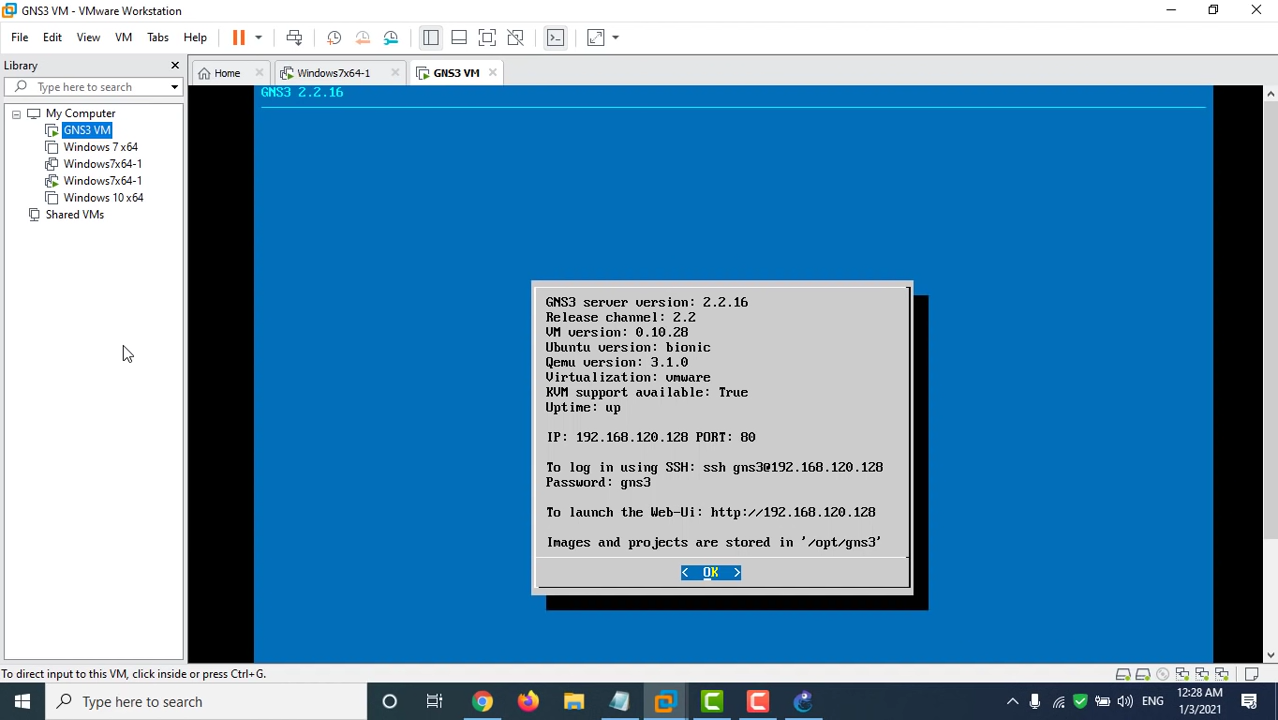 GNS3 VM - VMware Workstation
File Edit View VM Tabs Help
Library
Type here to search
My Computer
GNS3 VM
Windows 7 x64
Windows7x64-1
Windows7x64-1
Windows 10 x64
Shared VMs
Home
Windows7x64-1
GNS3 VM
GNS3 2.2.16
GNS3 server version: 2.2.16
Release channel: 2.2
VM version: 0.10.28
Ubuntu version: bionic
Qemu version: 3.1.0
Virtualization: vmware
KVM support available: True
Uptime: up
IP: 192.168.120.128 PORT: 80
To log in using SSH: ssh gns3@192.168.120.128
Password: gns3
To launch the Web-Ui: http://192.168.120.128
Images and projects are stored in '/opt/gns3'
< OK >
To direct input to this VM, click inside or press Ctrl+G.
Type here to search
ENG
12:28 AM
1/3/2021